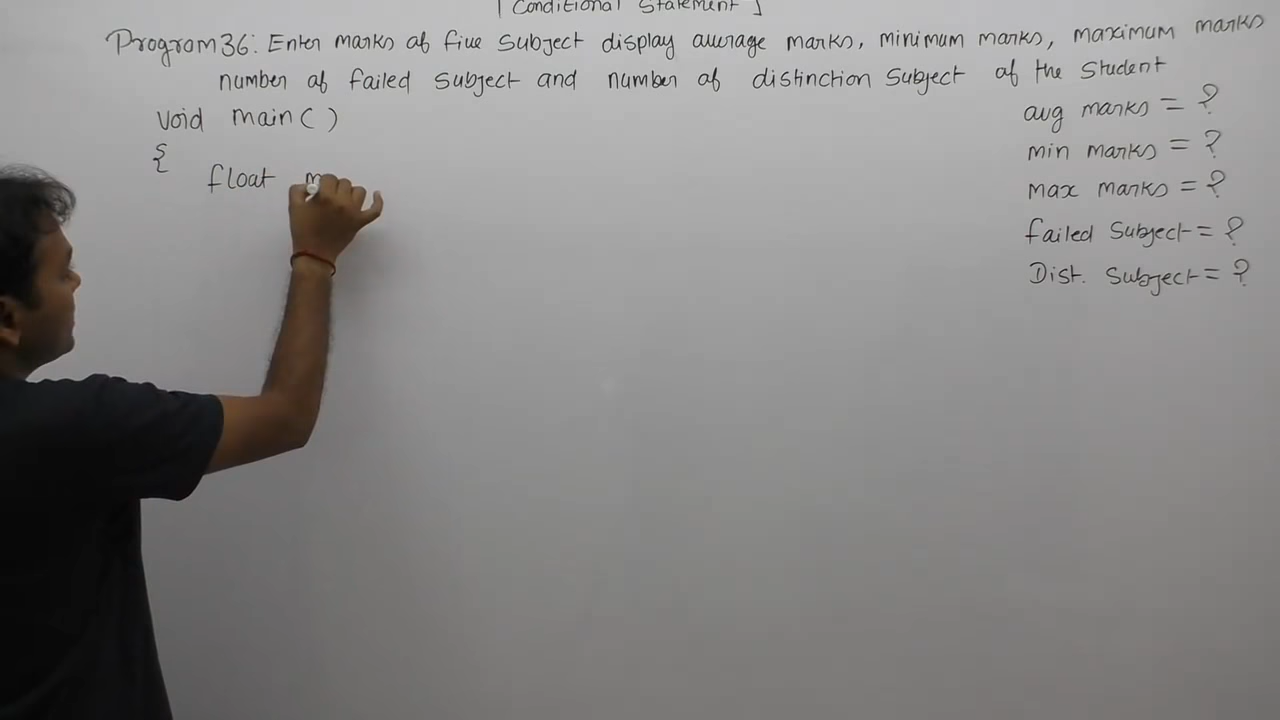 [Conditional Statement]
Program 36: Enter marks of five Subject display average marks, minimum marks, maximum marks
number of failed subject and number of distinction Subject of the Student
void main( )
{
float m
avg marks = ?
min marks = ?
max marks = ?
failed Subject = ?
Dist. Subject = ?